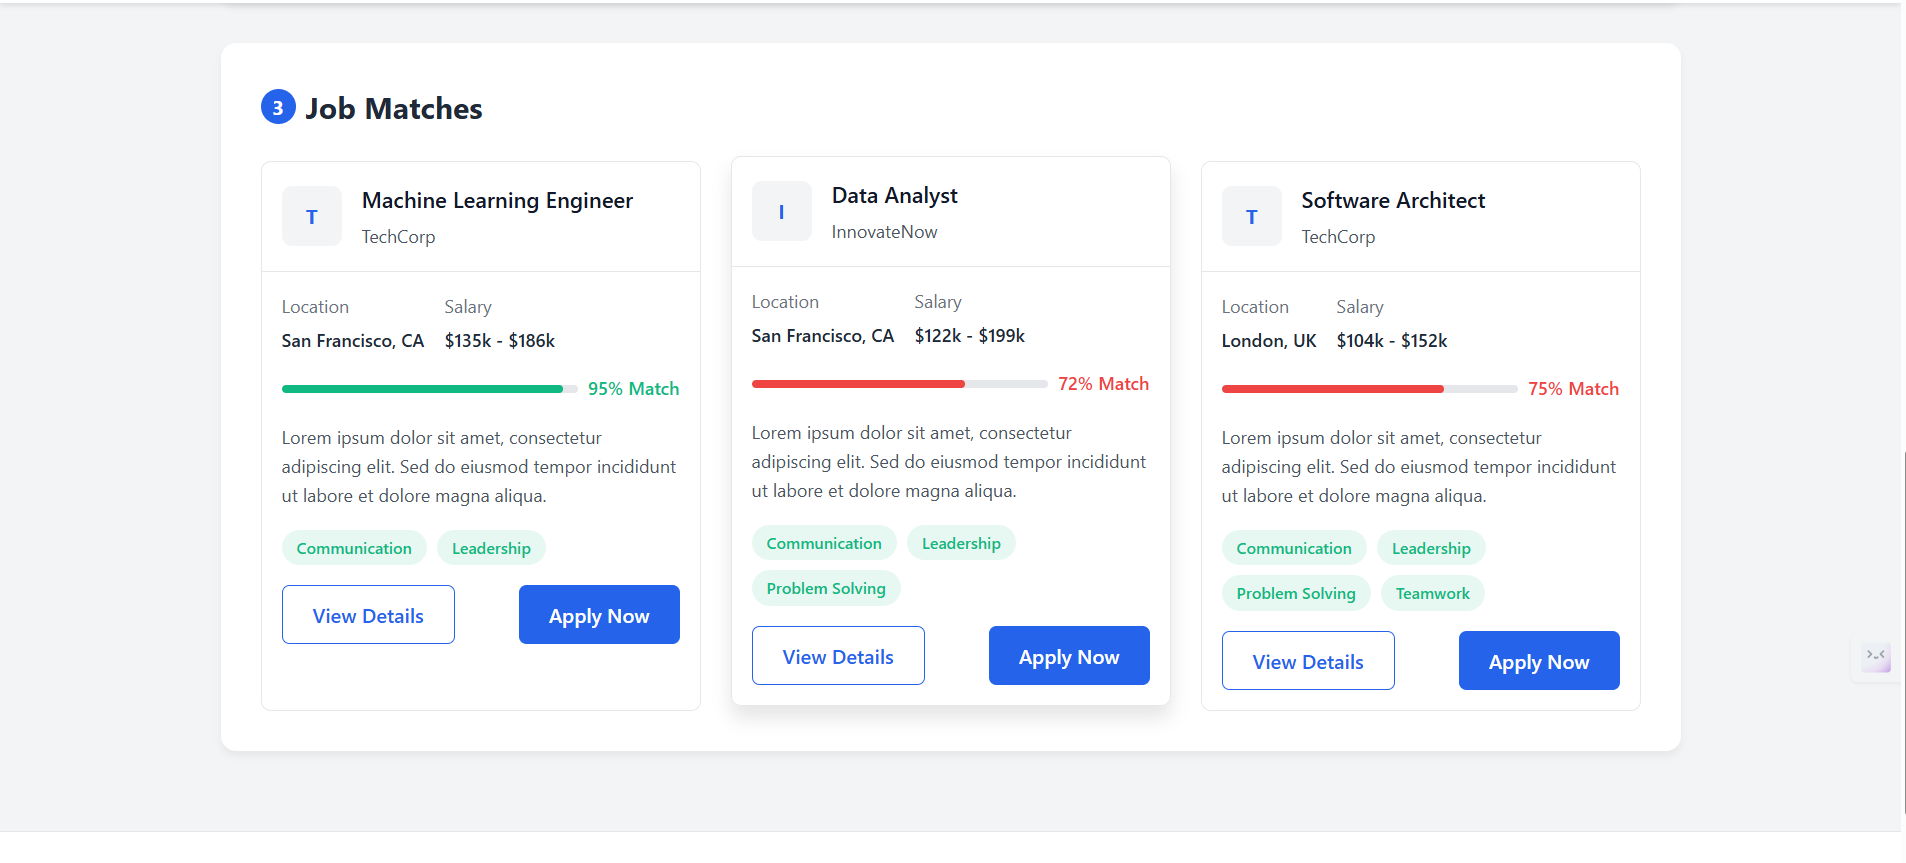 3 Job Matches
T
Machine Learning Engineer
TechCorp
Location Salary
San Francisco, CA $135k - $186k
95% Match
Lorem ipsum dolor sit amet, consectetur
adipiscing elit. Sed do eiusmod tempor incididunt
ut labore et dolore magna aliqua.
Communication Leadership
View Details Apply Now
I
Data Analyst
InnovateNow
Location Salary
San Francisco, CA $122k - $199k
72% Match
Lorem ipsum dolor sit amet, consectetur
adipiscing elit. Sed do eiusmod tempor incididunt
ut labore et dolore magna aliqua.
Communication Leadership
Problem Solving
View Details Apply Now
T
Software Architect
TechCorp
Location Salary
London, UK $104k - $152k
75% Match
Lorem ipsum dolor sit amet, consectetur
adipiscing elit. Sed do eiusmod tempor incididunt
ut labore et dolore magna aliqua.
Communication Leadership
Problem Solving Teamwork
View Details Apply Now